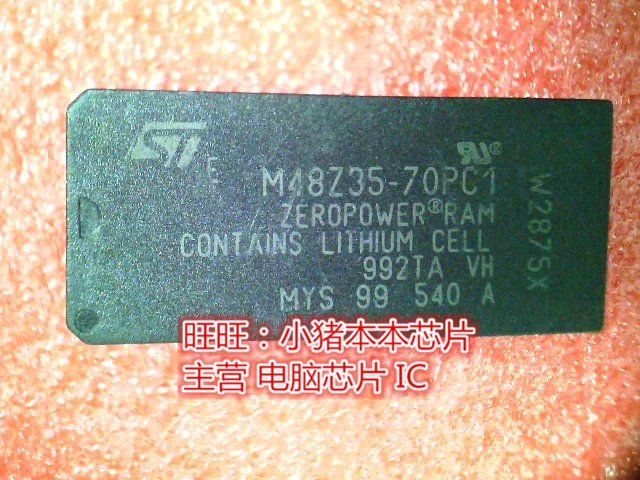 ST
E
M48Z35-70PC1
ZEROPOWER®RAM
CONTAINS LITHIUM CELL
992TA VH
MYS 99 540 A
W2875X
旺旺：小猪本本芯片
主营 电脑芯片 IC